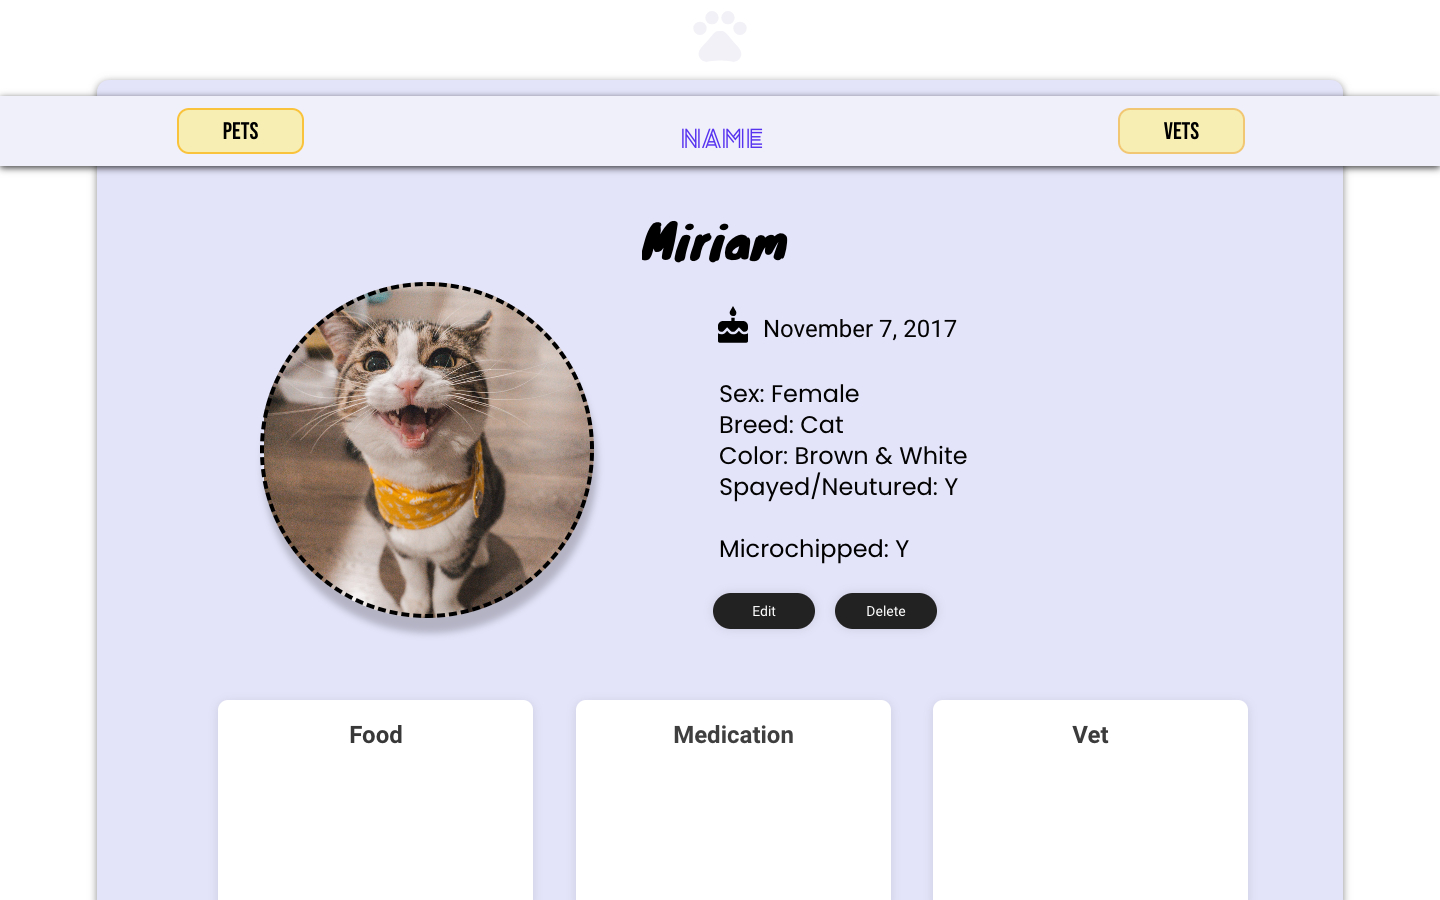 PETS
NAME
VETS
Miriam
November 7, 2017
Sex: Female
Breed: Cat
Color: Brown & White
Spayed/Neutured: Y
Microchipped: Y
Edit
Delete
Food
Medication
Vet